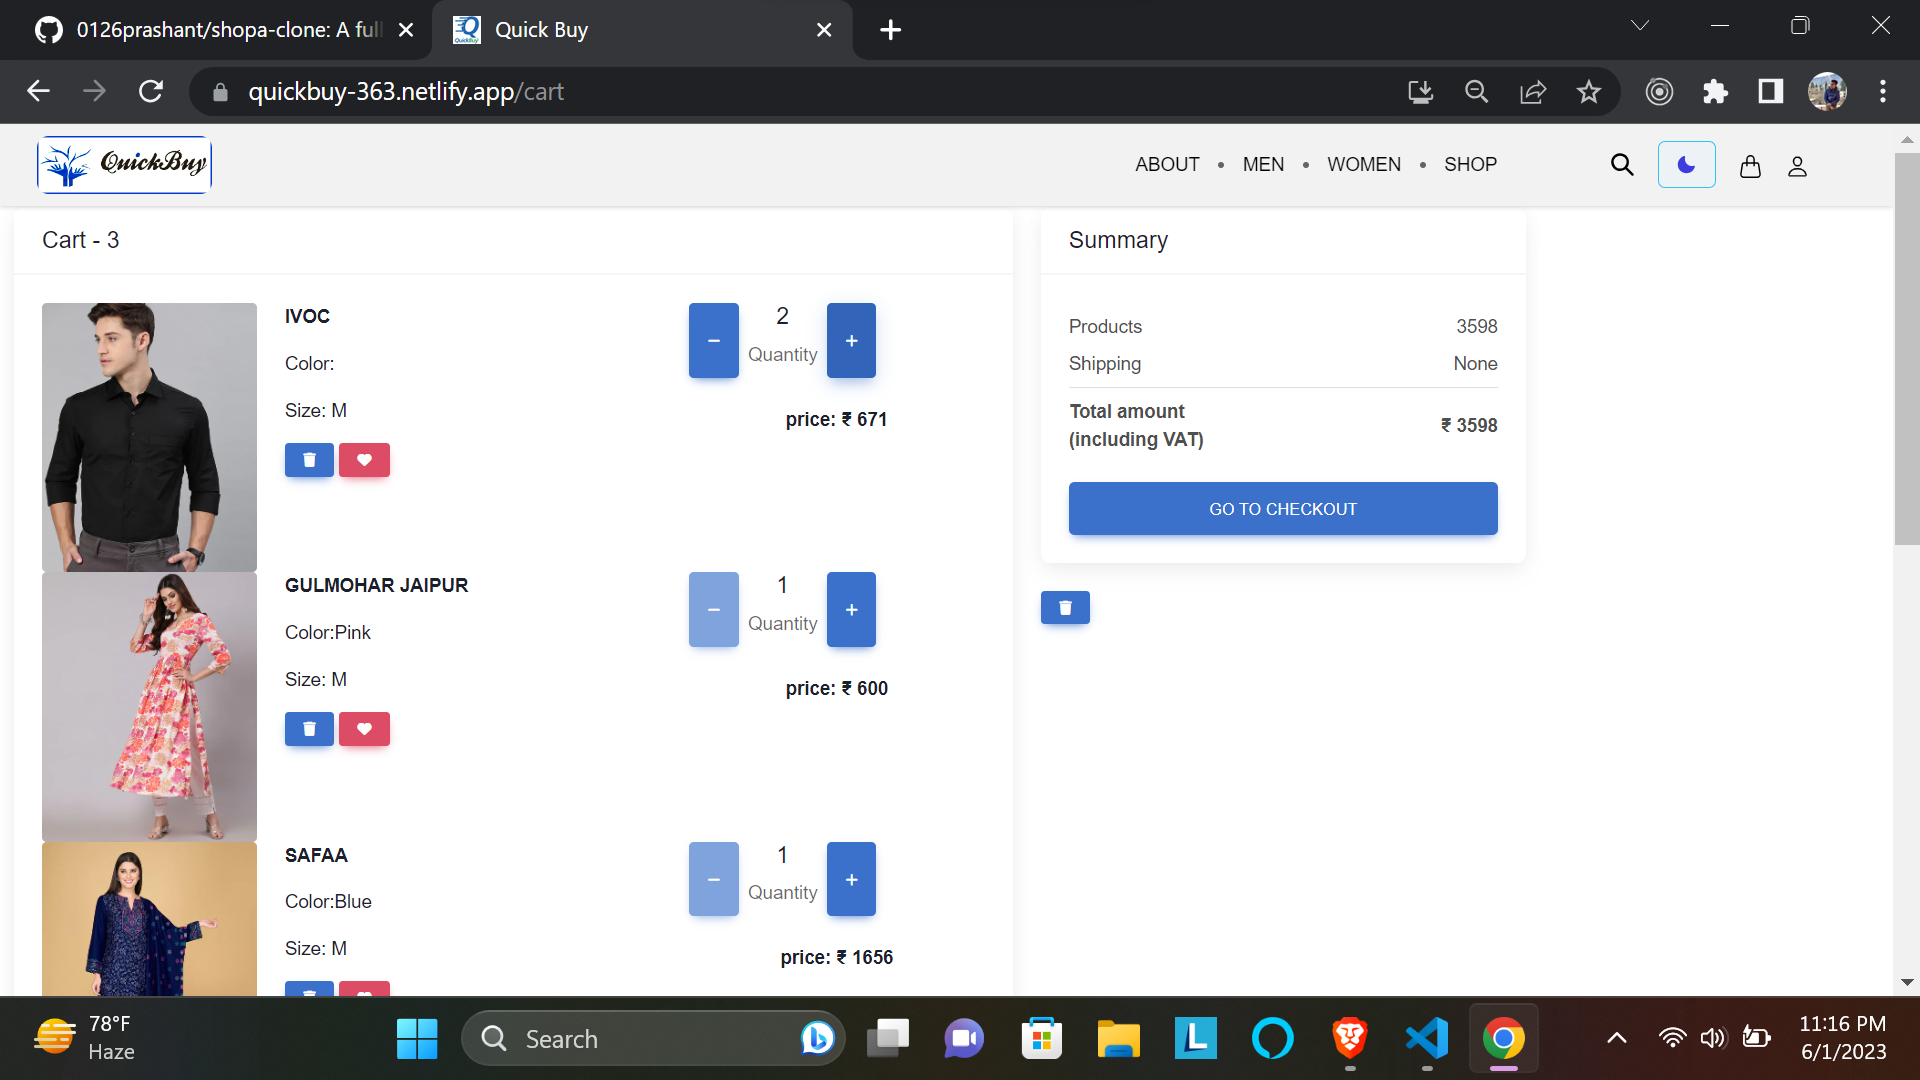 0126prashant/shopa-clone: A full
Quick Buy
quickbuy-363.netlify.app/cart
QuickBuy
ABOUT • MEN • WOMEN • SHOP
Cart - 3
Summary
IVOC
Color:
Size: M
2
Quantity
price: ₹ 671
Products 3598
Shipping None
Total amount
(including VAT)
₹ 3598
GO TO CHECKOUT
GULMOHAR JAIPUR
Color:Pink
Size: M
1
Quantity
price: ₹ 600
SAFAA
Color:Blue
Size: M
1
Quantity
price: ₹ 1656
78°F
Haze
Search
11:16 PM
6/1/2023